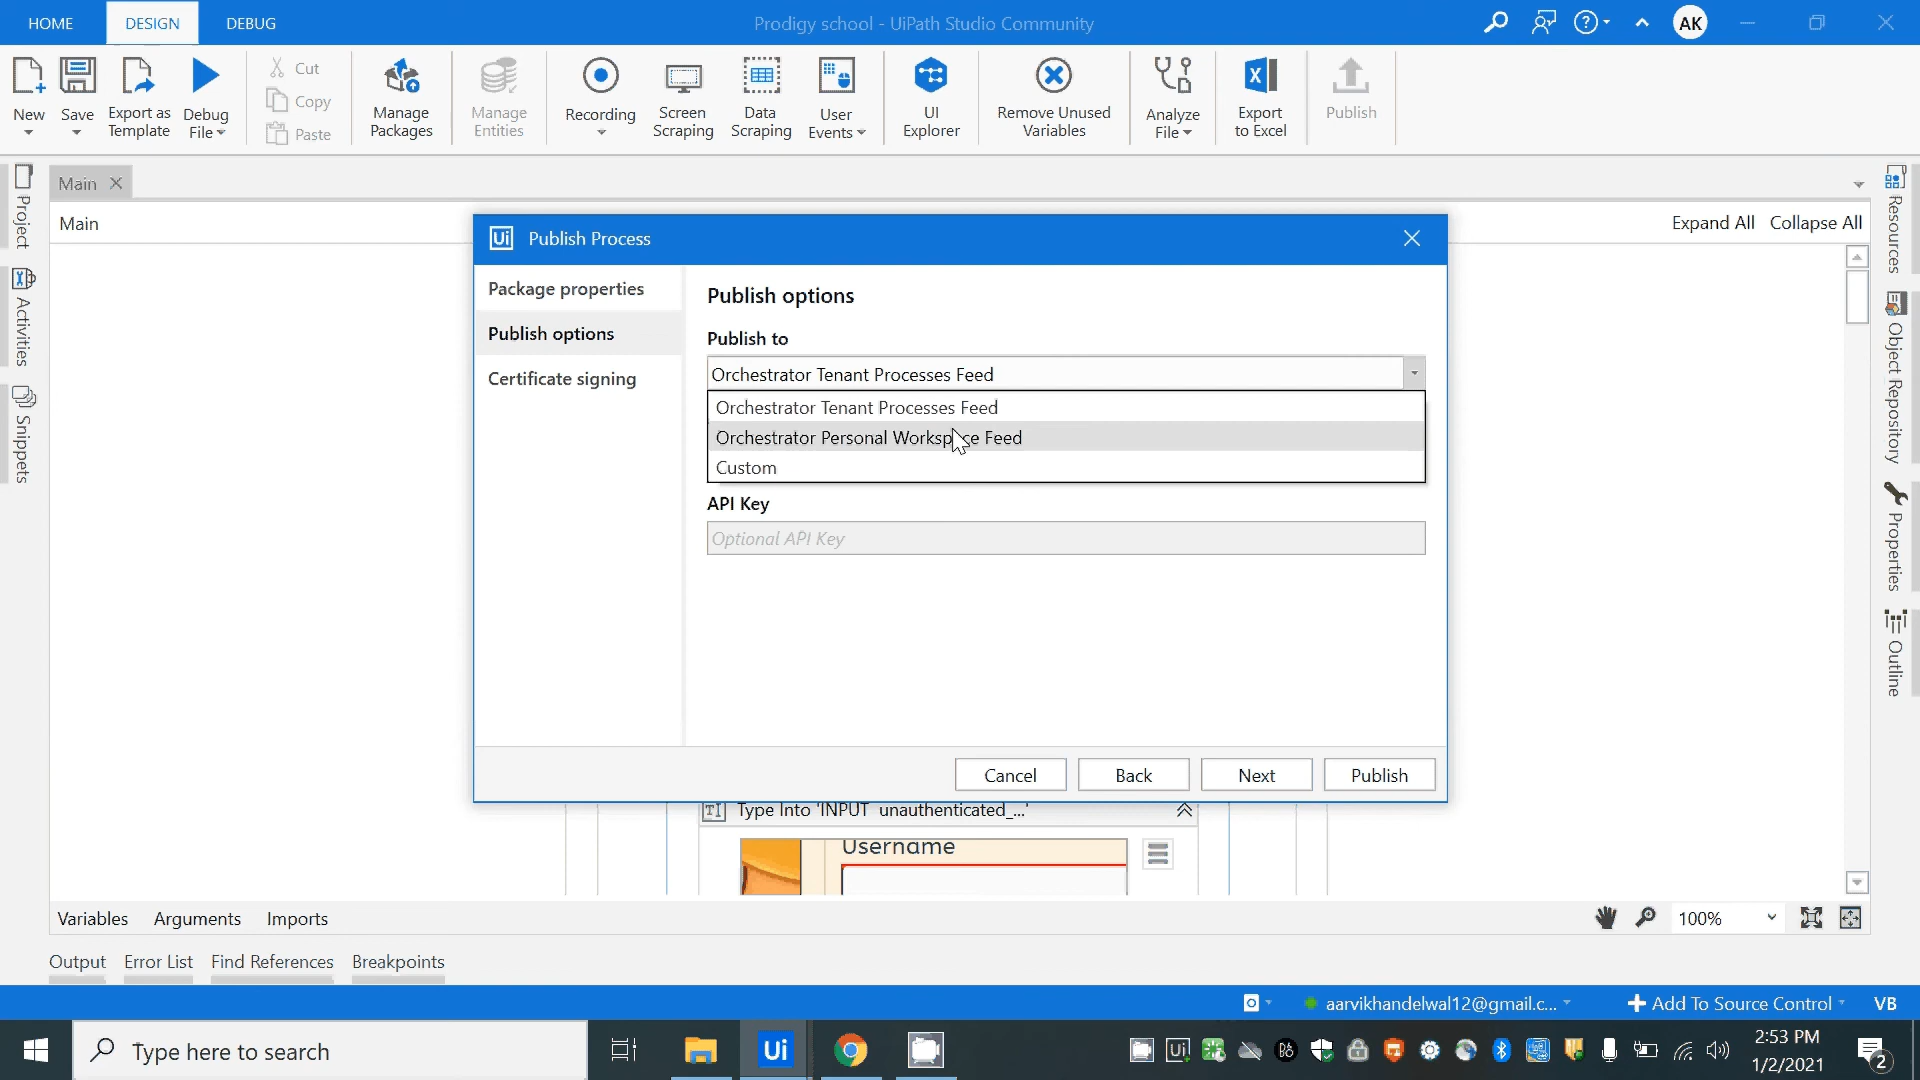 HOME
DESIGN
DEBUG
Prodigy school - UiPath Studio Community
AK
New
Save
Export as
Template
Debug
File
Cut
Copy
Paste
Manage
Packages
Manage
Entities
Recording
Screen
Scraping
Data
Scraping
User
Events
UI
Explorer
Remove Unused
Variables
Analyze
File
Export
to Excel
Publish
Main
Main
Expand All Collapse All
Project
Activities
Snippets
Resources
Object Repository
Properties
Outline
Ui Publish Process
Package properties
Publish options
Certificate signing
Publish options
Publish to
Orchestrator Tenant Processes Feed
Orchestrator Tenant Processes Feed
Orchestrator Personal Workspace Feed
Custom
API Key
Optional API Key
Cancel
Back
Next
Publish
Type Into 'INPUT unauthenticated_...'
Username
Variables Arguments Imports
100%
Output Error List Find References Breakpoints
aarvikhandelwal12@gmail.c...
Add To Source Control
VB
Type here to search
Ui
Ui
2:53 PM
1/2/2021
2